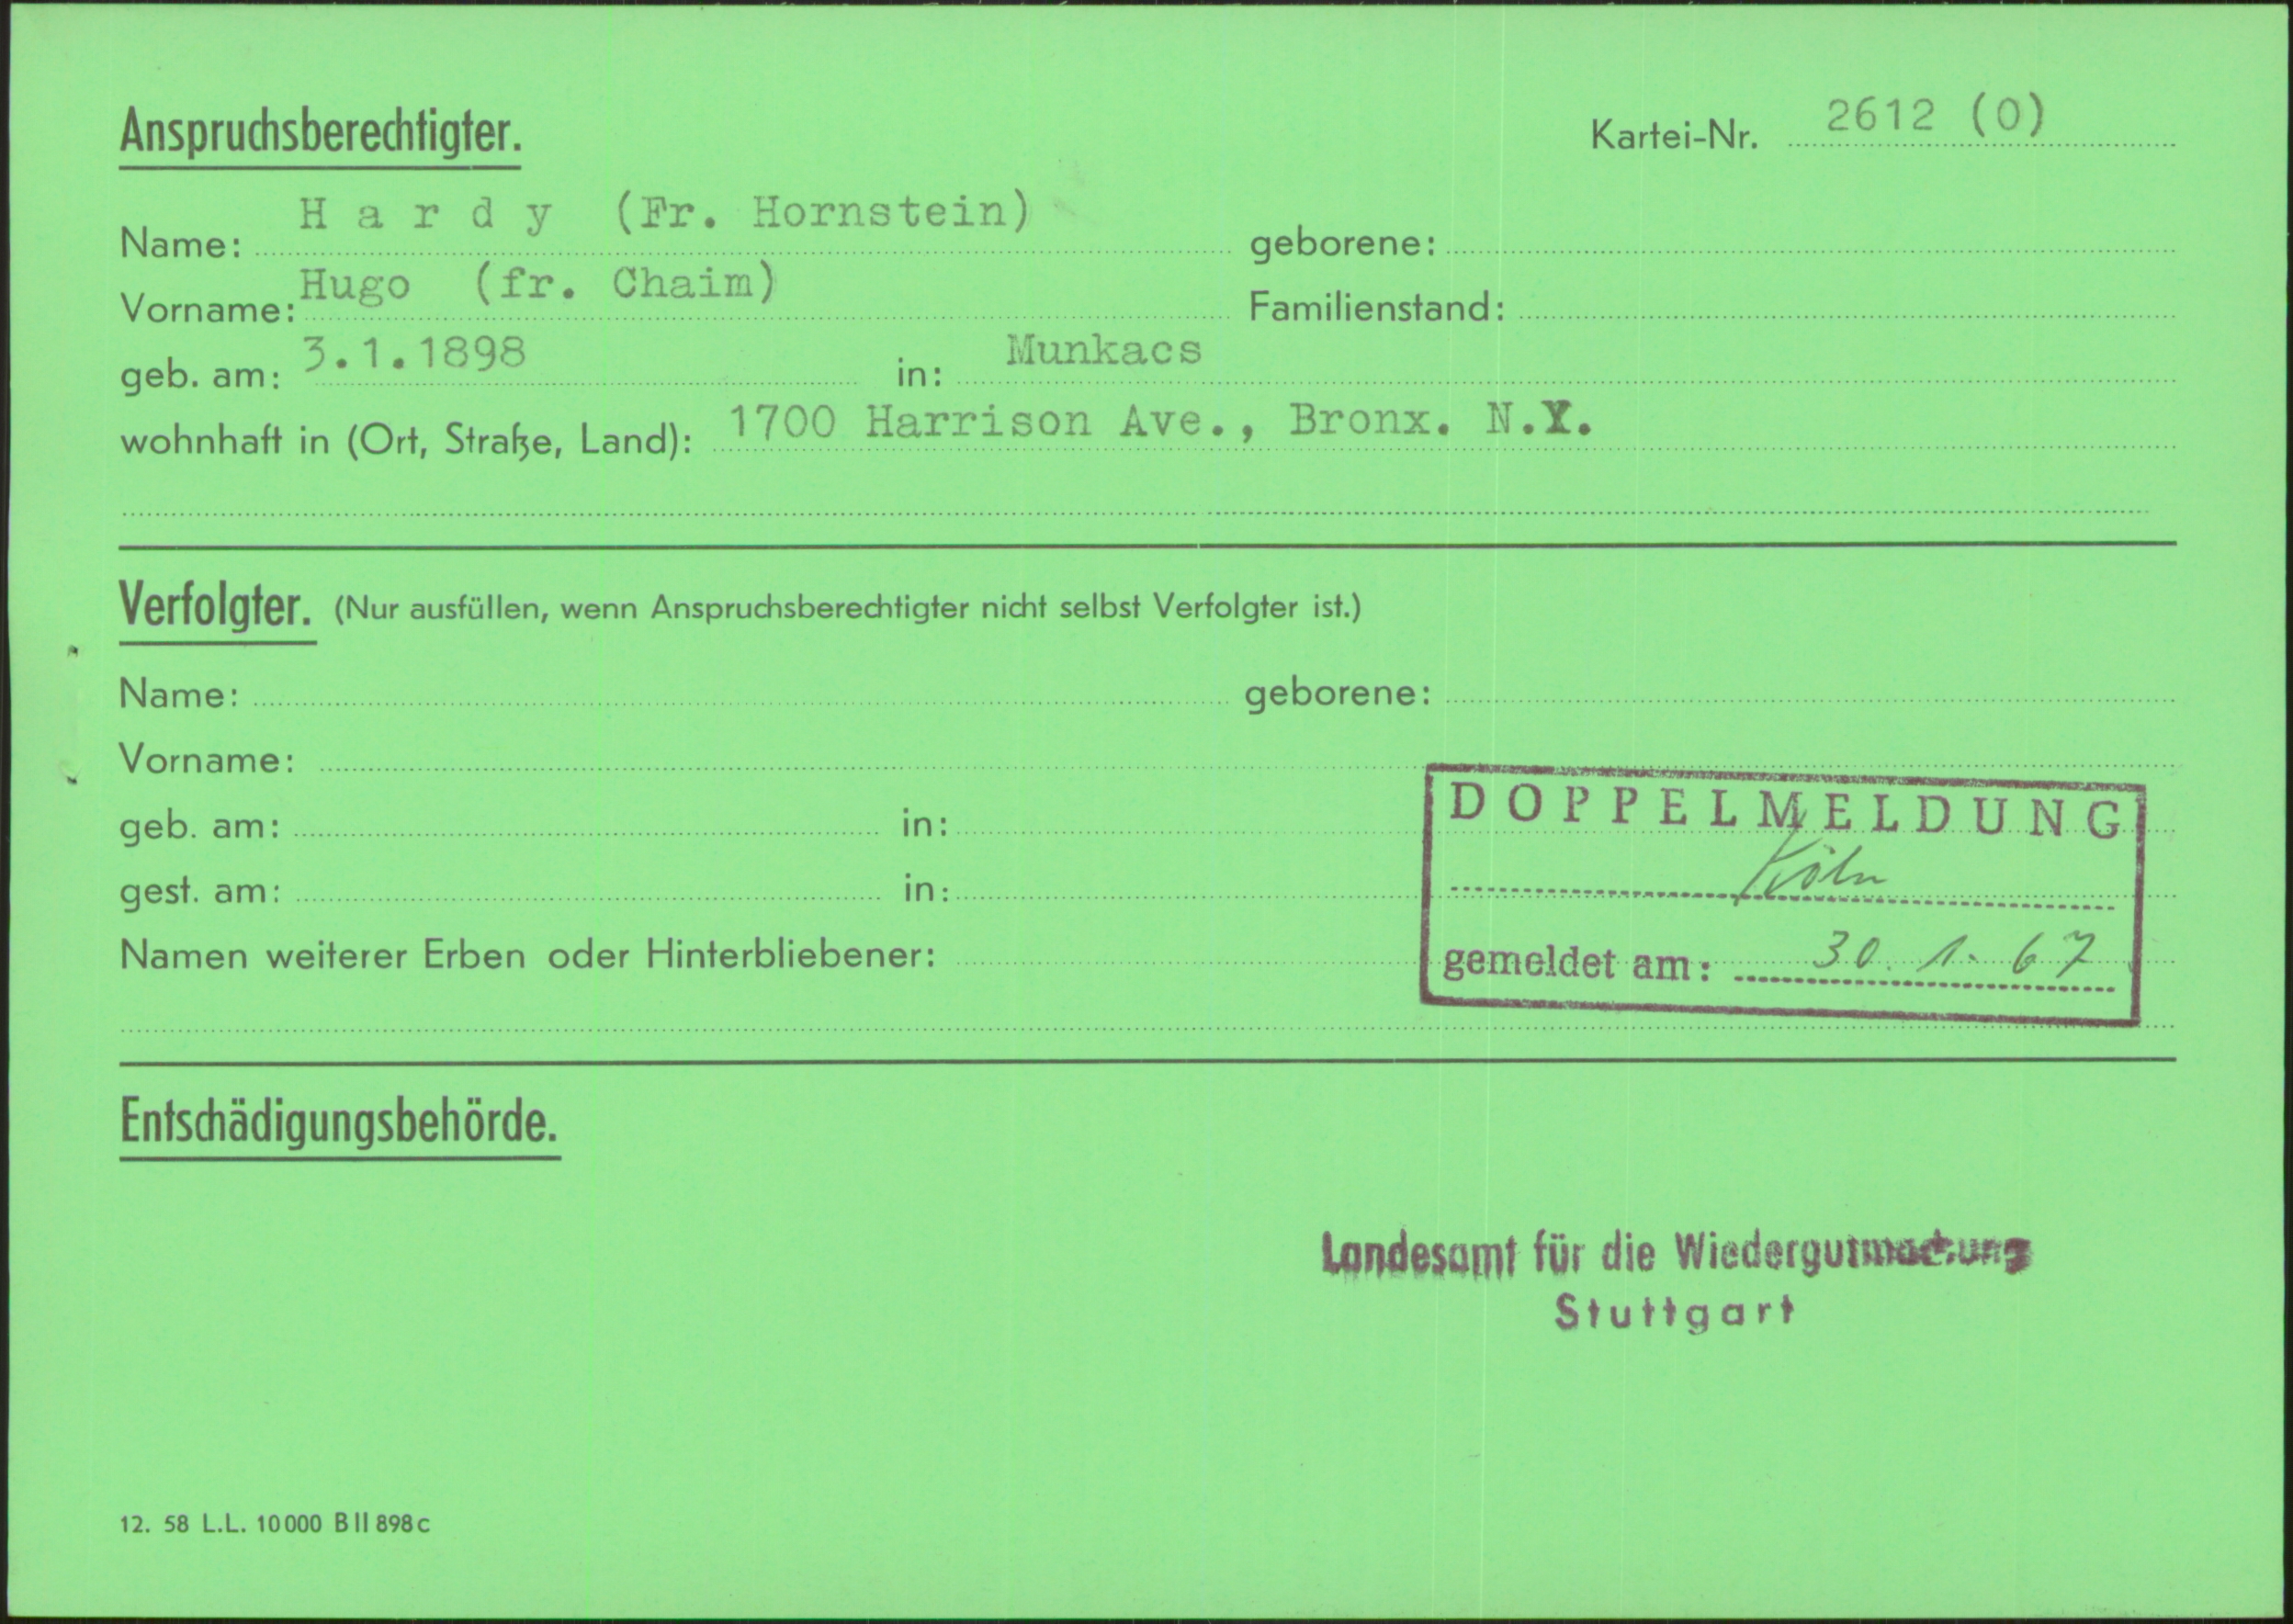 Anspruchsberechtigter.
Kartei-Nr. 2612 (0)
Name: H a r d y (Fr. Hornstein) geborene:
Vorname: Hugo (fr. Chaim) Familienstand:
geb. am: 3.1.1898 in: Munkacs
wohnhaft in (Ort, Straße, Land): 1700 Harrison Ave., Bronx. N.Y.
Verfolgter. (Nur ausfüllen, wenn Anspruchsberechtigter nicht selbst Verfolgter ist.)
Name: geborene:
Vorname:
geb. am: in:
gest. am: in:
Namen weiterer Erben oder Hinterbliebener:
DOPPELMELDUNG
Köln
gemeldet am: 30. 1. 67
Entschädigungsbehörde.
Landesamt für die Wiedergutmachung
Stuttgart
12. 58 L.L. 10000 B II 898 c